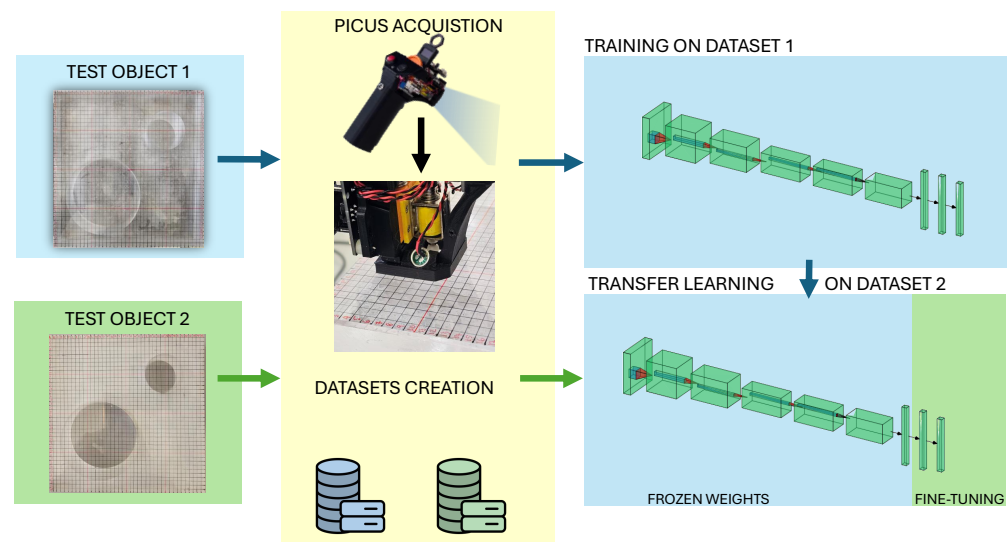 PICUS ACQUISTION
TEST OBJECT 1
TRAINING ON DATASET 1
TRANSFER LEARNING ON DATASET 2
TEST OBJECT 2
DATASETS CREATION
FROZEN WEIGHTS
FINE-TUNING